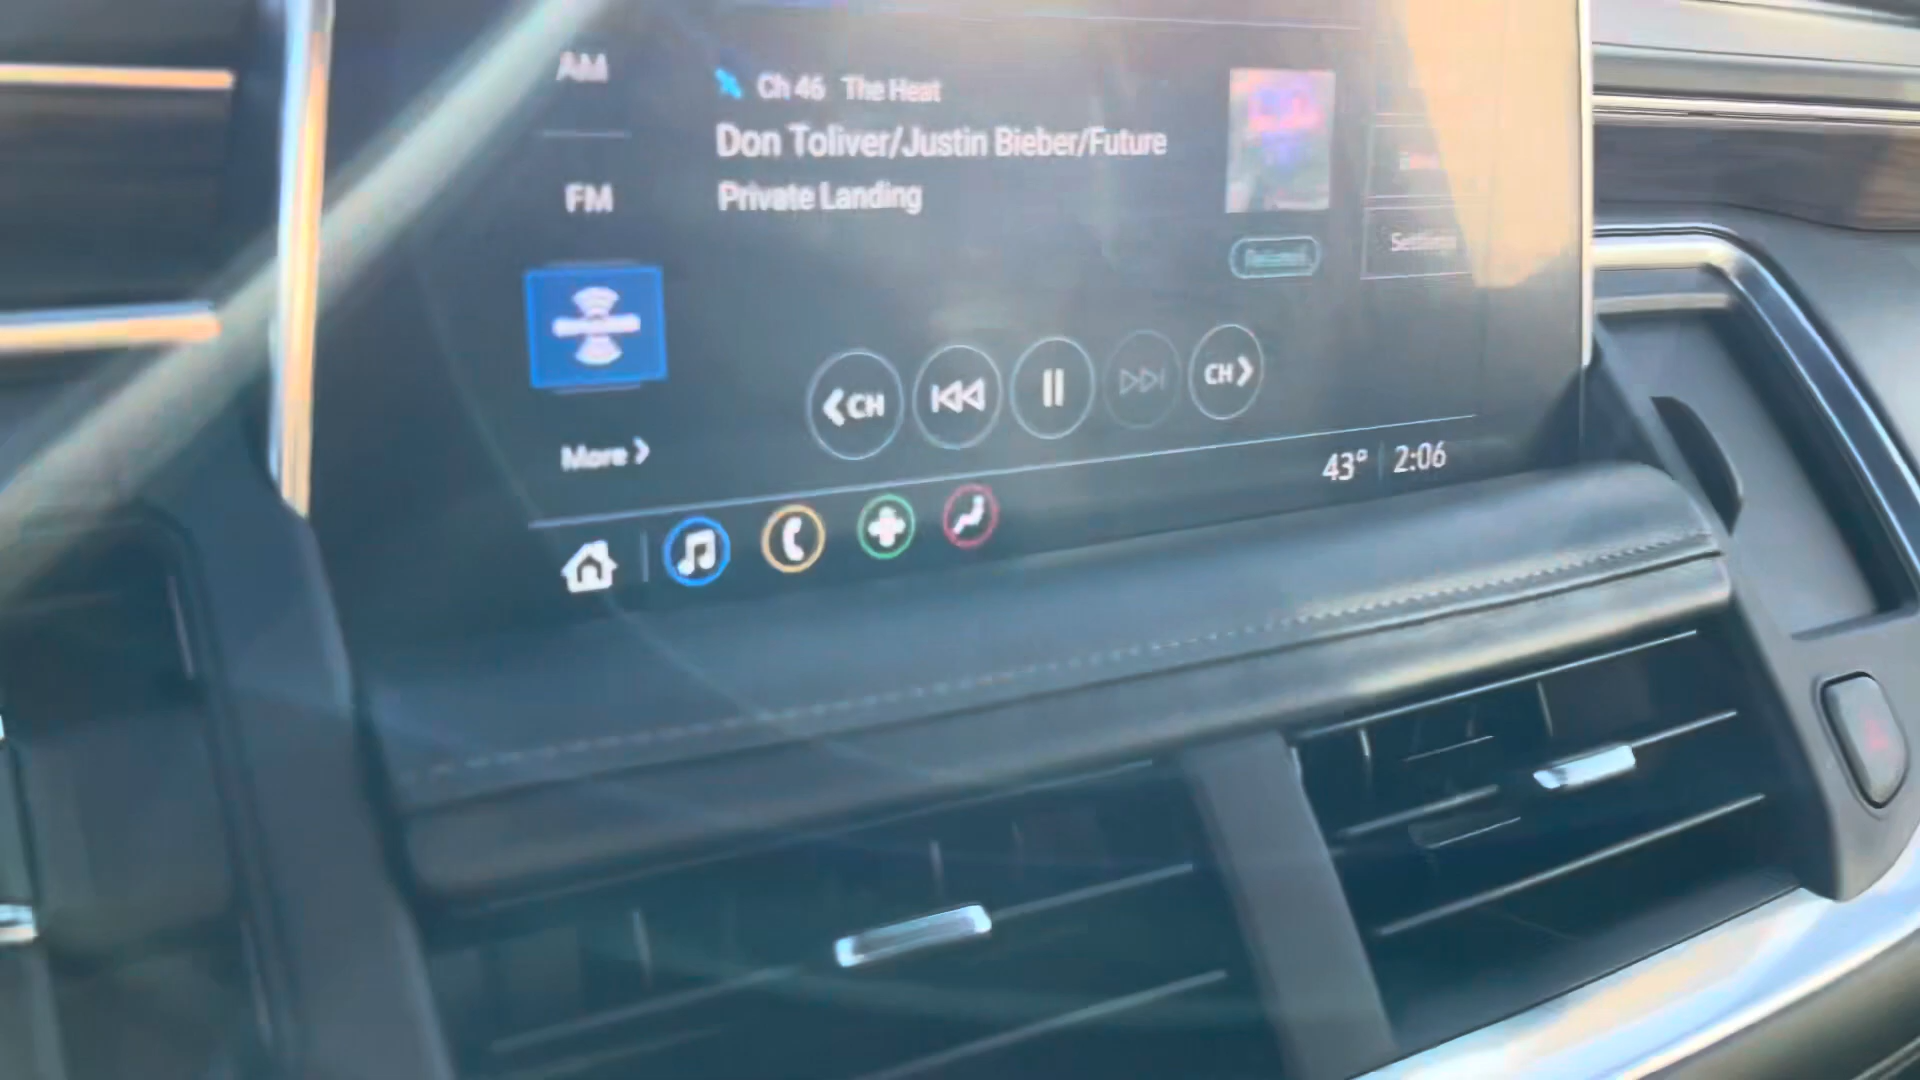 AM
Ch 46 The Heat
Don Toliver/Justin Bieber/Future
FM
Private Landing
Settings
More
CH
CH
43° 2:06